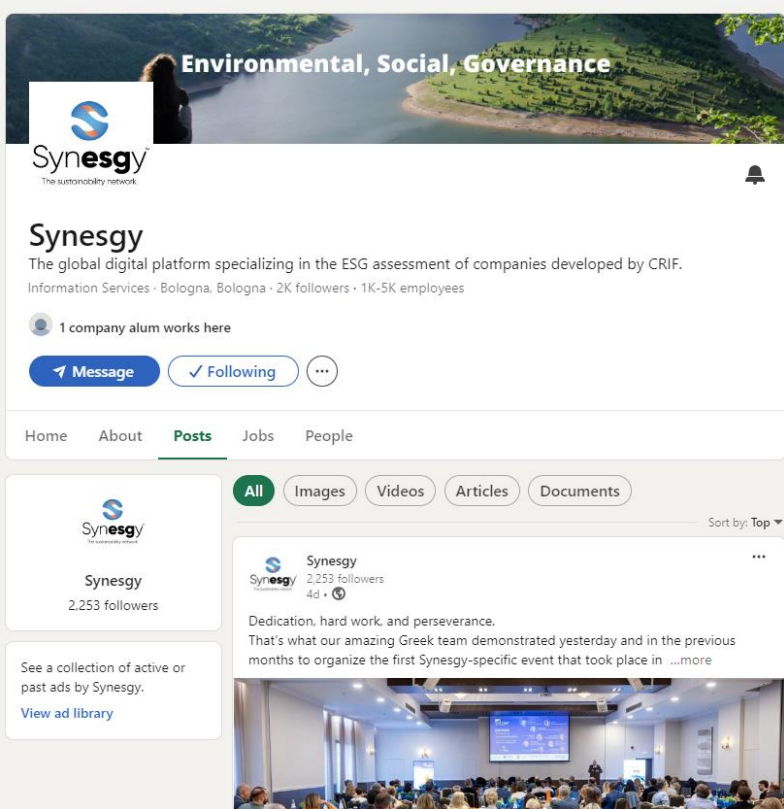 Environmental, Social, Governance
Synesgy
The sustainability network
Synesgy
The global digital platform specializing in the ESG assessment of companies developed by CRIF.
Information Services · Bologna, Bologna · 2K followers · 1K-5K employees
1 company alum works here
Message
Following
Home About Posts Jobs People
All Images Videos Articles Documents
Sort by: Top
Synesgy
The sustainability network
Synesgy
2,253 followers
See a collection of active or
past ads by Synesgy.
View ad library
Synesgy
Synesgy
2,253 followers
4d •
Dedication, hard work, and perseverance.
That's what our amazing Greek team demonstrated yesterday and in the previous
months to organize the first Synesgy-specific event that took place in ...more